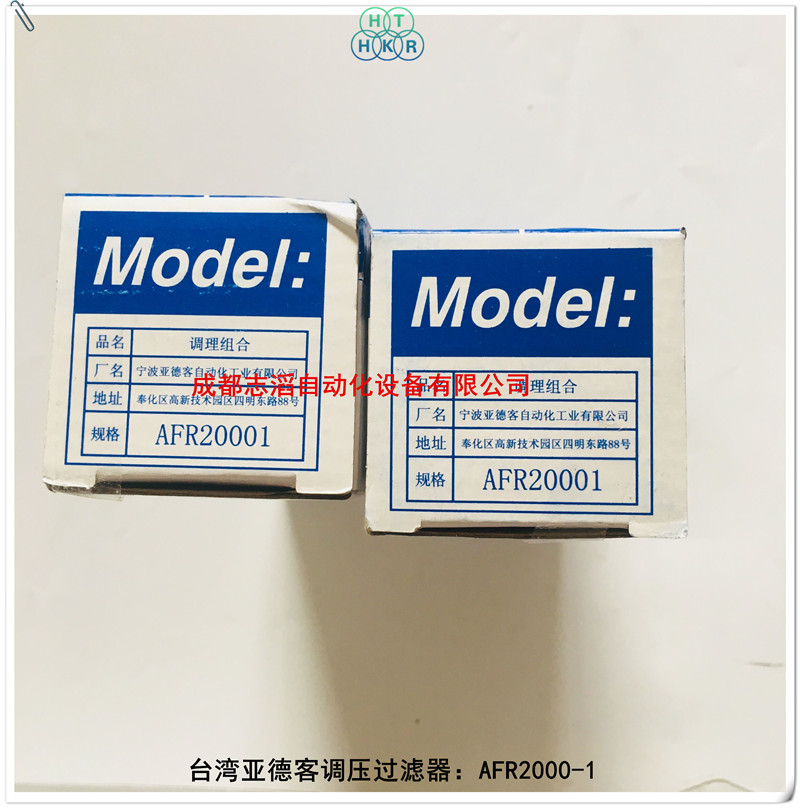 HT
HKR
Model:
品名 调理组合
厂名 宁波亚德客自动化工业有限公司
地址 奉化区高新技术园区四明东路88号
规格 AFR20001
Model:
品名 调理组合
厂名 宁波亚德客自动化工业有限公司
地址 奉化区高新技术园区四明东路88号
规格 AFR20001
成都志滔自动化设备有限公司
台湾亚德客调压过滤器：AFR2000-1